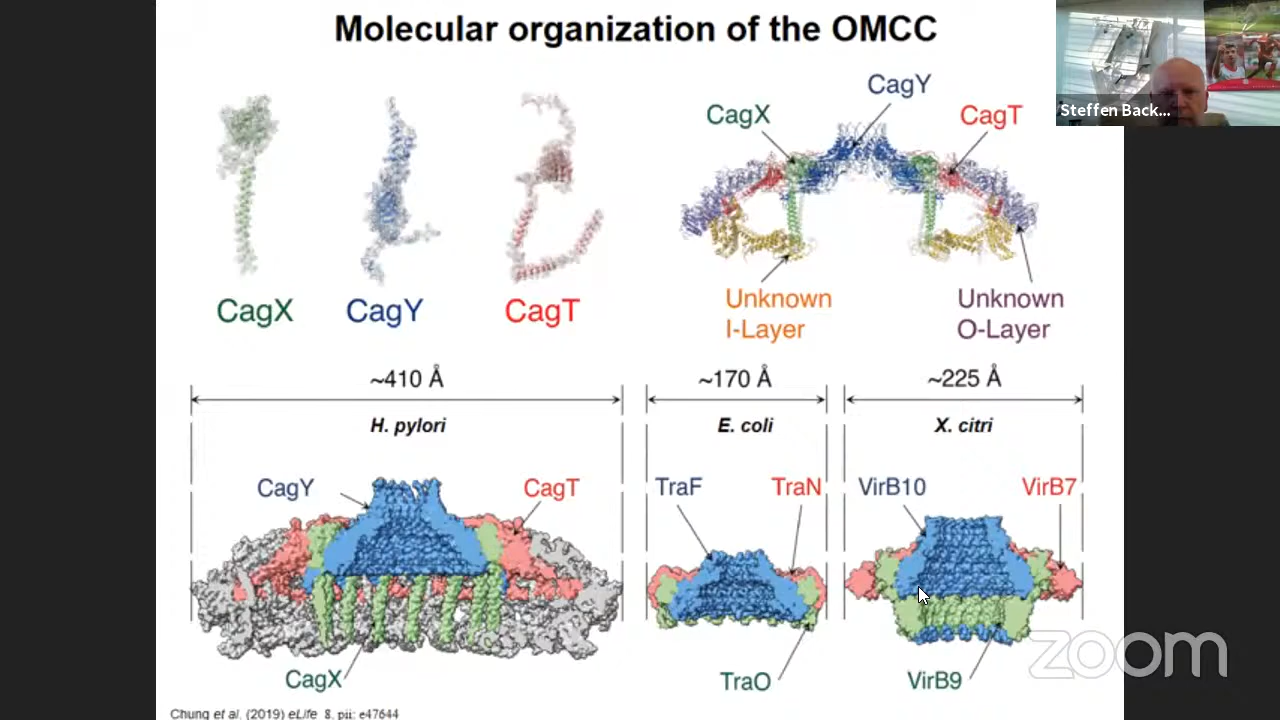 Molecular organization of the OMCC
Steffen Back...
CagX
CagY
CagT
CagX
CagY
CagT
Unknown
I-Layer
Unknown
O-Layer
~410 Å
~170 Å
~225 Å
H. pylori
E. coli
X. citri
CagY
CagT
TraF
TraN
VirB10
VirB7
CagX
TraO
VirB9
zoom
Chung et al. (2019) eLife 8. pii: e47644